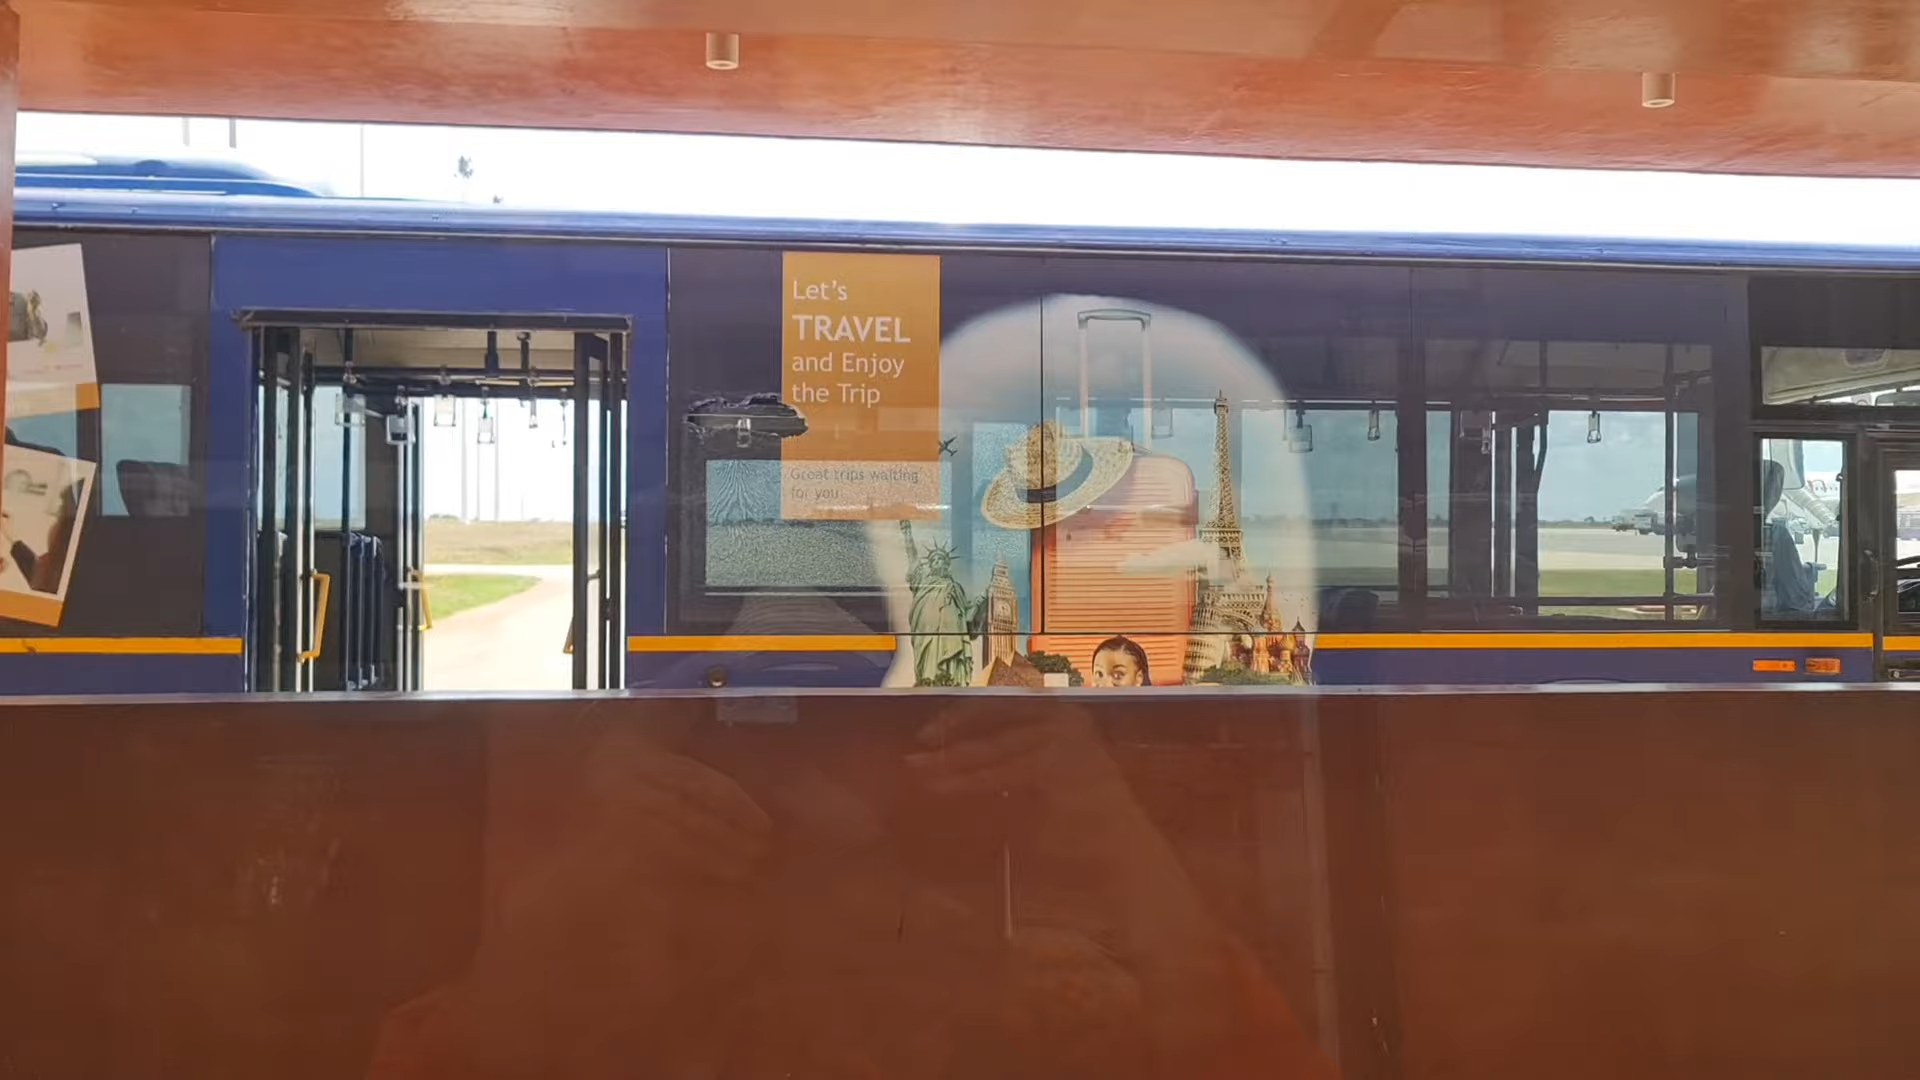 Let's
TRAVEL
and Enjoy
the Trip
Great trips waiting
for you